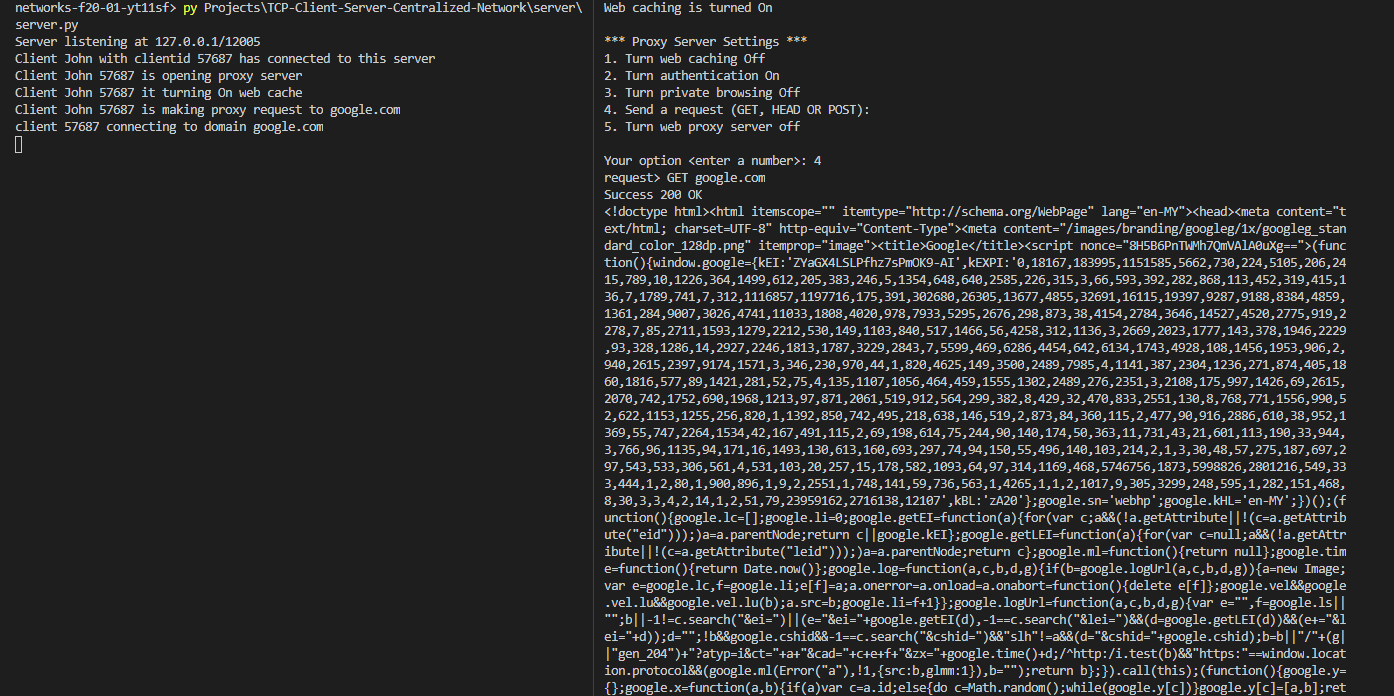 networks-f20-01-yt11sf> py Projects\TCP-Client-Server-Centralized-Network\server\
server.py
Server listening at 127.0.0.1/12005
Client John with clientid 57687 has connected to this server
Client John 57687 is opening proxy server
Client John 57687 it turning On web cache
Client John 57687 is making proxy request to google.com
client 57687 connecting to domain google.com
Web caching is turned On
*** Proxy Server Settings ***
1. Turn web caching Off
2. Turn authentication On
3. Turn private browsing Off
4. Send a request (GET, HEAD OR POST):
5. Turn web proxy server off
Your option <enter a number>: 4
request> GET google.com
Success 200 OK
<!doctype html><html itemscope="" itemtype="http://schema.org/WebPage" lang="en-MY"><head><meta content="t
ext/html; charset=UTF-8" http-equiv="Content-Type"><meta content="/images/branding/googleg/1x/googleg_stan
dard_color_128dp.png" itemprop="image"><title>Google</title><script nonce="8H5B6PnTWMh7QmVAlA0uXg==">(func
tion(){window.google={kEI:'ZYaGX4LSLPfhz7sPmOK9-AI',kEXPI:'0,18167,183995,1151585,5662,730,224,5105,206,24
15,789,10,1226,364,1499,612,205,383,246,5,1354,648,640,2585,226,315,3,66,593,392,282,868,113,452,319,415,1
36,7,1789,741,7,312,1116857,1197716,175,391,302680,26305,13677,4855,32691,16115,19397,9287,9188,8384,4859,
1361,284,9007,3026,4741,11033,1808,4020,978,7933,5295,2676,298,873,38,4154,2784,3646,14527,4520,2775,919,2
278,7,85,2711,1593,1279,2212,530,149,1103,840,517,1466,56,4258,312,1136,3,2669,2023,1777,143,378,1946,2229
,93,328,1286,14,2927,2246,1813,1787,3229,2843,7,5599,469,6286,4454,642,6134,1743,4928,108,1456,1953,906,2,
940,2615,2397,9174,1571,3,346,230,970,44,1,820,4625,149,3500,2489,7985,4,1141,387,2304,1236,271,874,405,18
60,1816,577,89,1421,281,52,75,4,135,1107,1056,464,459,1555,1302,2489,276,2351,3,2108,175,997,1426,69,2615,
2070,742,1752,690,1968,1213,97,871,2061,519,912,564,299,382,8,429,32,470,833,2551,130,8,768,771,1556,990,5
2,622,1153,1255,256,820,1,1392,850,742,495,218,638,146,519,2,873,84,360,115,2,477,90,916,2886,610,38,952,1
369,55,747,2264,1534,42,167,491,115,2,69,198,614,75,244,90,140,174,50,363,11,731,43,21,601,113,190,33,944,
3,766,96,1135,94,171,16,1493,130,613,160,693,297,74,94,150,55,496,140,103,214,2,1,3,30,48,57,275,187,697,2
97,543,533,306,561,4,531,103,20,257,15,178,582,1093,64,97,314,1169,468,5746756,1873,5998826,2801216,549,33
3,444,1,2,80,1,900,896,1,9,2,2551,1,748,141,59,736,563,1,4265,1,1,2,1017,9,305,3299,248,595,1,282,151,468,
8,30,3,3,4,2,14,1,2,51,79,23959162,2716138,12107',kBL:'zA20'};google.sn='webhp';google.kHL='en-MY';})();(f
unction(){google.lc=[];google.li=0;google.getEI=function(a){for(var c;a&&(!a.getAttribute||!(c=a.getAttrib
ute("eid")));)a=a.parentNode;return c||google.kEI};google.getLEI=function(a){for(var c=null;a&&(!a.getAttr
ibute||!(c=a.getAttribute("leid")));)a=a.parentNode;return c};google.ml=function(){return null};google.tim
e=function(){return Date.now()};google.log=function(a,c,b,d,g){if(b=google.logUrl(a,c,b,d,g)){a=new Image;
var e=google.lc,f=google.li;e[f]=a;a.onerror=a.onload=a.onabort=function(){delete e[f]};google.vel&&google
.vel.lu&&google.vel.lu(b);a.src=b;google.li=f+1}};google.logUrl=function(a,c,b,d,g){var e="",f=google.ls||
"";b||-1!=c.search("&ei=")||(e="&ei="+google.getEI(d),-1==c.search("&lei=")&&(d=google.getLEI(d))&&(e+="&l
ei="+d));d="";!b&&google.cshid&&-1==c.search("&cshid=")&&"slh"!=a&&(d="&cshid="+google.cshid);b=b||"/"+(g|
|"gen_204")+"?atyp=i&ct="+a+"&cad="+c+e+f+"&zx="+google.time()+d;/^http:/i.test(b)&&"https:"==window.locat
ion.protocol&&(google.ml(Error("a"),!1,{src:b,glmm:1}),b="");return b};}).call(this);(function(){google.y=
{};google.x=function(a,b){if(a)var c=a.id;else{do c=Math.random();while(google.y[c])}google.y[c]=[a,b];ret